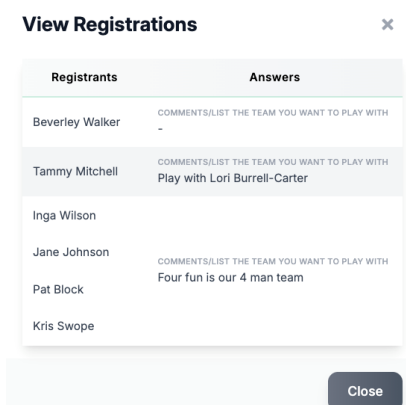 View Registrations
×
Registrants Answers
Beverley Walker
COMMENTS/LIST THE TEAM YOU WANT TO PLAY WITH
-
Tammy Mitchell
COMMENTS/LIST THE TEAM YOU WANT TO PLAY WITH
Play with Lori Burrell-Carter
Inga Wilson
Jane Johnson
Pat Block
Kris Swope
COMMENTS/LIST THE TEAM YOU WANT TO PLAY WITH
Four fun is our 4 man team
Close